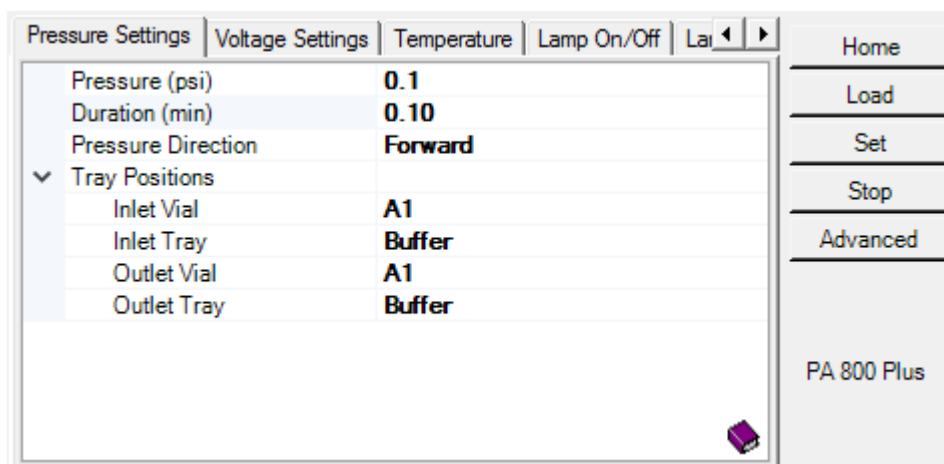 Pressure Settings Voltage Settings Temperature Lamp On/Off
Pressure (psi) 0.1
Duration (min) 0.10
Pressure Direction Forward
Tray Positions
Inlet Vial A1
Inlet Tray Buffer
Outlet Vial A1
Outlet Tray Buffer
Home
Load
Set
Stop
Advanced
PA 800 Plus